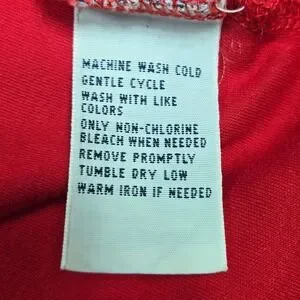 MACHINE WASH COLD
GENTLE CYCLE
WASH WITH LIKE
COLORS
ONLY NON-CHLORINE
BLEACH WHEN NEEDED
REMOVE PROMPTLY
TUMBLE DRY LOW
WARM IRON IF NEEDED